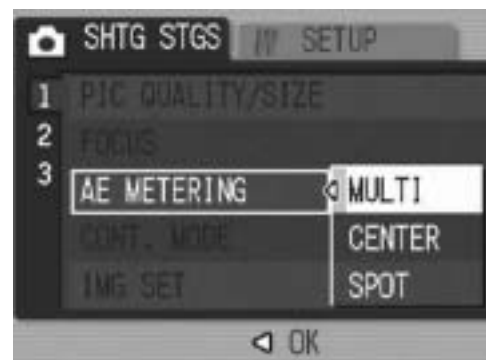 SHTG STGS SETUP
1 PIC QUALITY/SIZE
2 FOCUS
3 AE METERING MULTI
CONT. MODE CENTER
IMG SET SPOT
OK